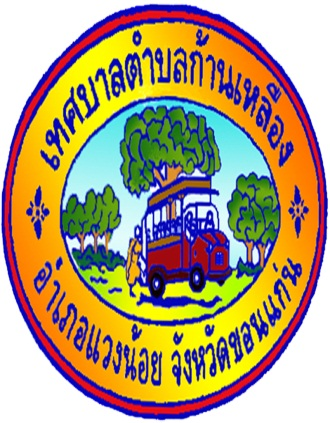 เทศบาลตำบลก้านเหลือง
อำเภอแวงน้อย จังหวัดขอนแก่น